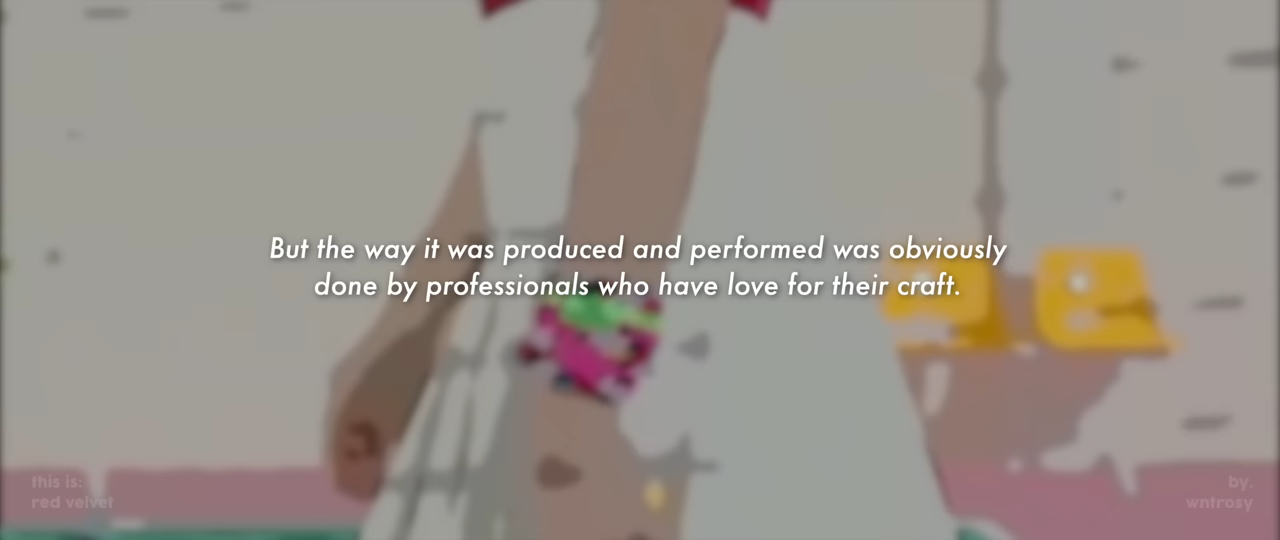 But the way it was produced and performed was obviously
done by professionals who have love for their craft.
this is:
red velvet
by.
wntrosy